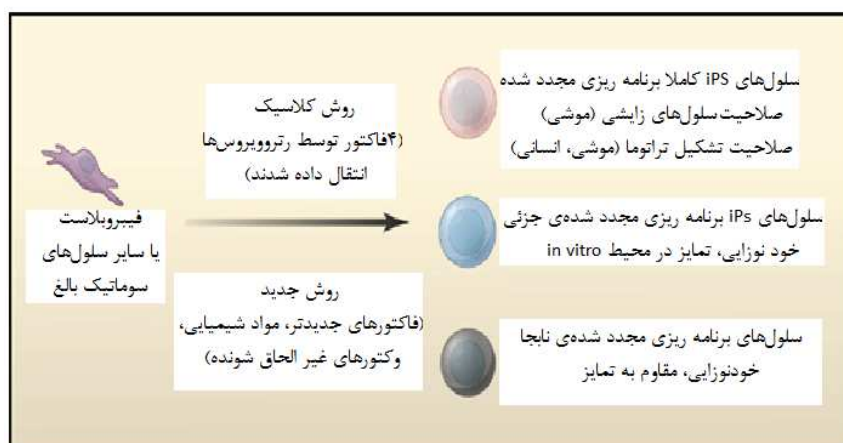 فیبروبلاست
یا سایر سلول‌های
سوماتیک بالغ
روش کلاسیک
(۴فاکتور توسط رتروویروس‌ها
انتقال داده شدند)
روش جدید
(فاکتورهای جدیدتر، مواد شیمیایی،
وکتورهای غیر الحاق شونده)
سلول‌های iPS کاملا برنامه ریزی مجدد شده
صلاحیت سلول‌های زایشی (موشی)
صلاحیت تشکیل تراتوما (موشی، انسانی)
سلول‌های iPs برنامه ریزی مجدد شده‌ی جزئی
خود نوزایی، تمایز در محیط in vitro
سلول‌های برنامه ریزی مجدد شده‌ی نابجا
خودنوزایی، مقاوم به تمایز